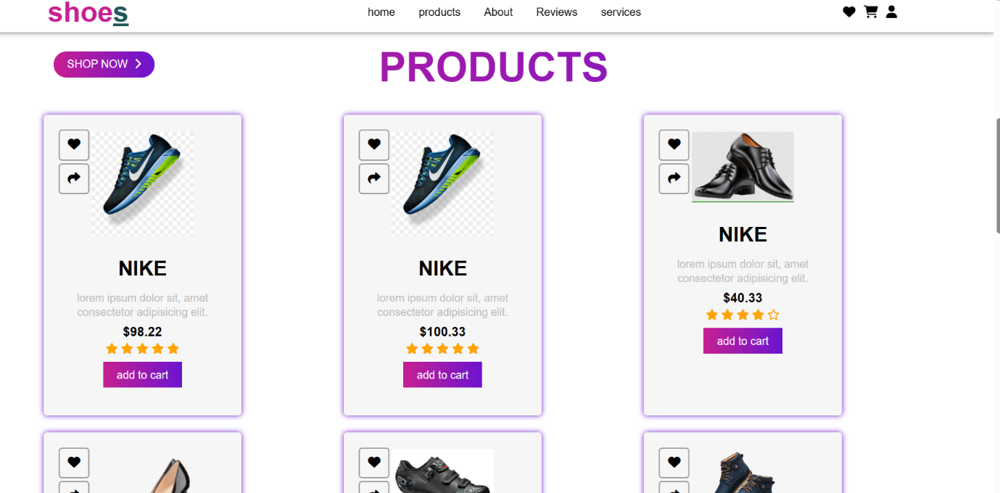 shoes
home products About Reviews services
SHOP NOW
PRODUCTS
NIKE
lorem ipsum dolor sit, amet
consectetor adipisicing elit.
$98.22
add to cart
NIKE
lorem ipsum dolor sit, amet
consectetor adipisicing elit.
$100.33
add to cart
NIKE
lorem ipsum dolor sit, amet
consectetor adipisicing elit.
$40.33
add to cart